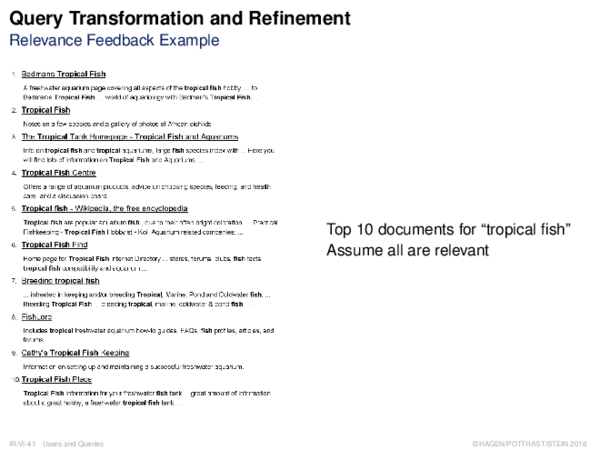 Query Transformation and Refinement
Relevance Feedback Example
1. Badmans Tropical Fish
A freshwater aquarium page covering all aspects of the tropical fish hobby. ... to
Badman's Tropical Fish. ... world of aquariology with Badman's Tropical Fish. ...
2. Tropical Fish
Notes on a few species and a gallery of photos of African cichlids.
3. The Tropical Tank Homepage - Tropical Fish and Aquariums
Info on tropical fish and tropical aquariums, large fish species index with ... Here you
will find lots of information on Tropical Fish and Aquariums. ...
4. Tropical Fish Centre
Offers a range of aquarium products, advice on choosing species, feeding, and health
care, and a discussion board.
5. Tropical fish - Wikipedia, the free encyclopedia
Tropical fish are popular aquarium fish, due to their often bright coloration. ... Practical
Fishkeeping • Tropical Fish Hobbyist • Koi. Aquarium related companies: ...
6. Tropical Fish Find
Home page for Tropical Fish Internet Directory ... stores, forums, clubs, fish facts,
tropical fish compatibility and aquarium ...
7. Breeding tropical fish
... interested in keeping and/or breeding Tropical, Marine, Pond and Coldwater fish. ...
Breeding Tropical Fish ... breeding tropical, marine, coldwater & pond fish. ...
8. FishLore
Includes tropical freshwater aquarium how-to guides, FAQs, fish profiles, articles, and
forums.
9. Cathy's Tropical Fish Keeping
Information on setting up and maintaining a successful freshwater aquarium.
10. Tropical Fish Place
Tropical Fish information for your freshwater fish tank ... great amount of information
about a great hobby, a freshwater tropical fish tank. ...
Top 10 documents for “tropical fish”
Assume all are relevant
IR:VI-41 Users and Queries
©HAGEN/POTTHAST/STEIN 2018